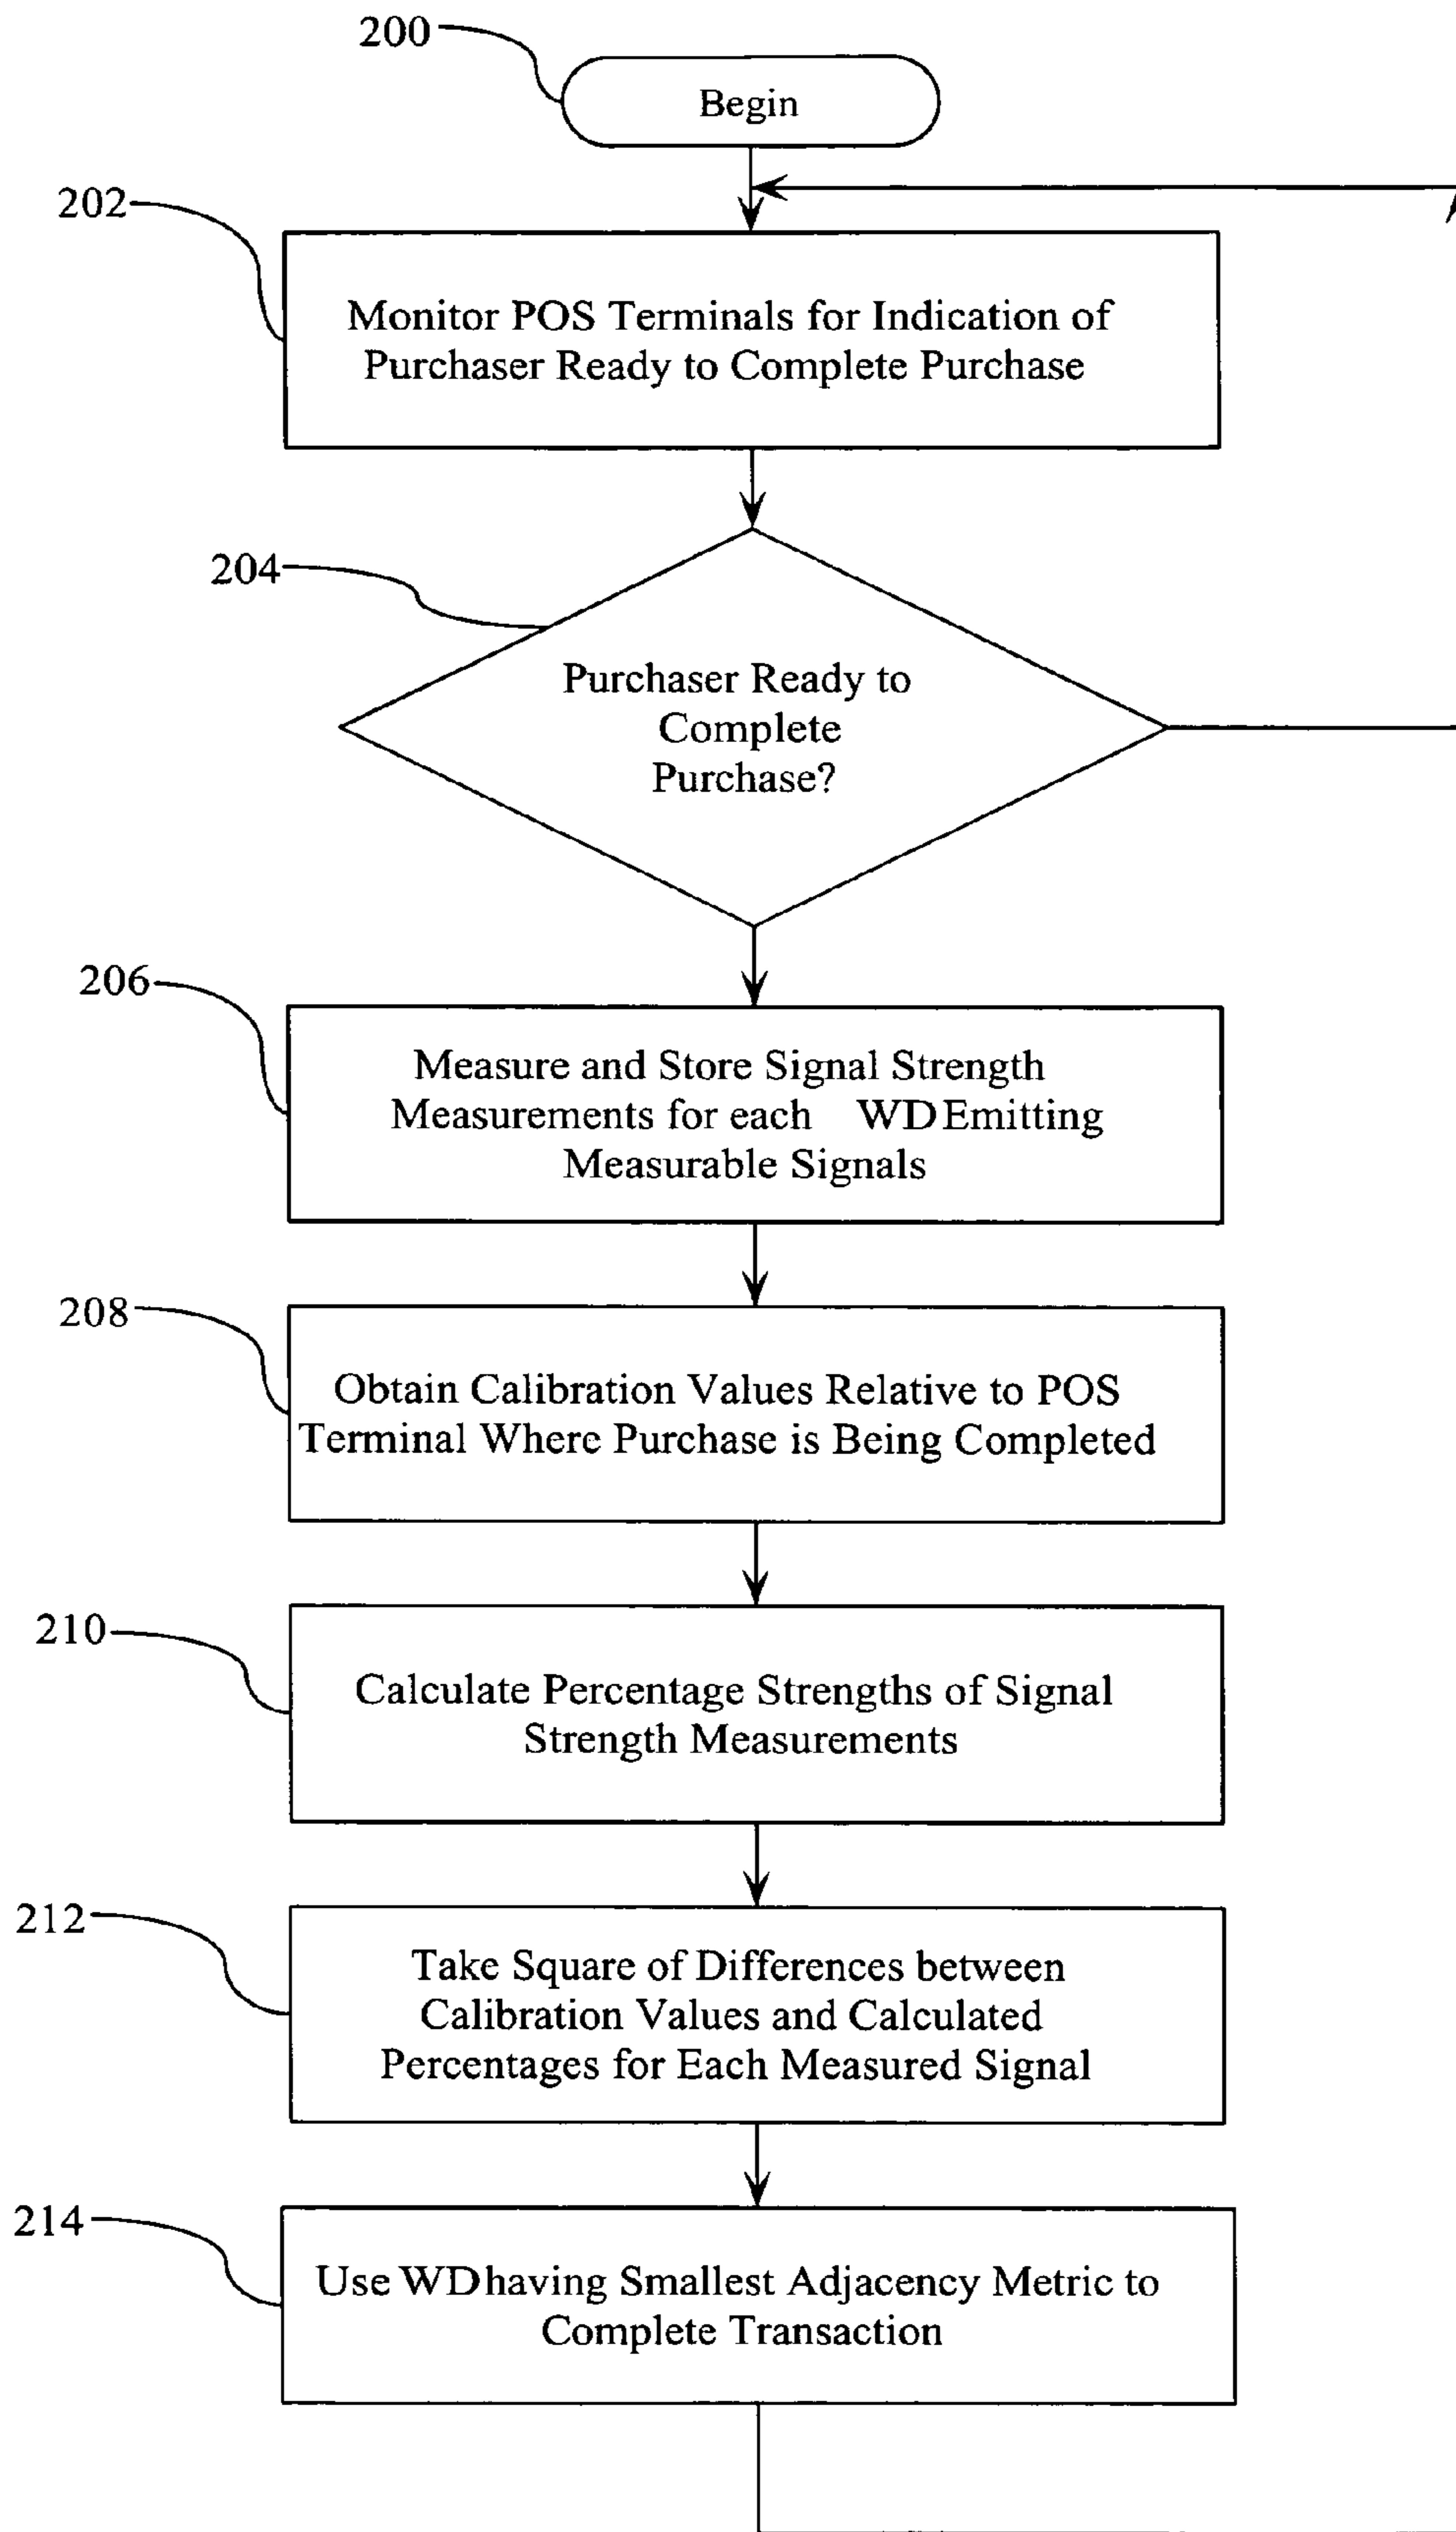 200
Begin
202
Monitor POS Terminals for Indication of
Purchaser Ready to Complete Purchase
204
Purchaser Ready to
Complete
Purchase?
206
Measure and Store Signal Strength
Measurements for each WD Emitting
Measurable Signals
208
Obtain Calibration Values Relative to POS
Terminal Where Purchase is Being Completed
210
Calculate Percentage Strengths of Signal
Strength Measurements
212
Take Square of Differences between
Calibration Values and Calculated
Percentages for Each Measured Signal
214
Use WD having Smallest Adjacency Metric to
Complete Transaction